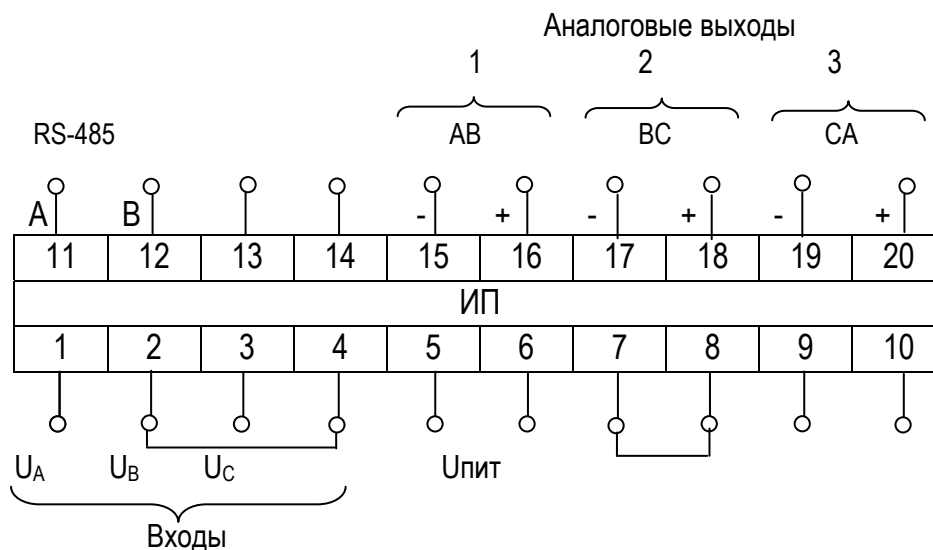 Аналоговые выходы
1 2 3
RS-485 AB BC CA
A B - + - + - +
11 12 13 14 15 16 17 18 19 20
ИП
1 2 3 4 5 6 7 8 9 10
UA UB UC Uпит
Входы